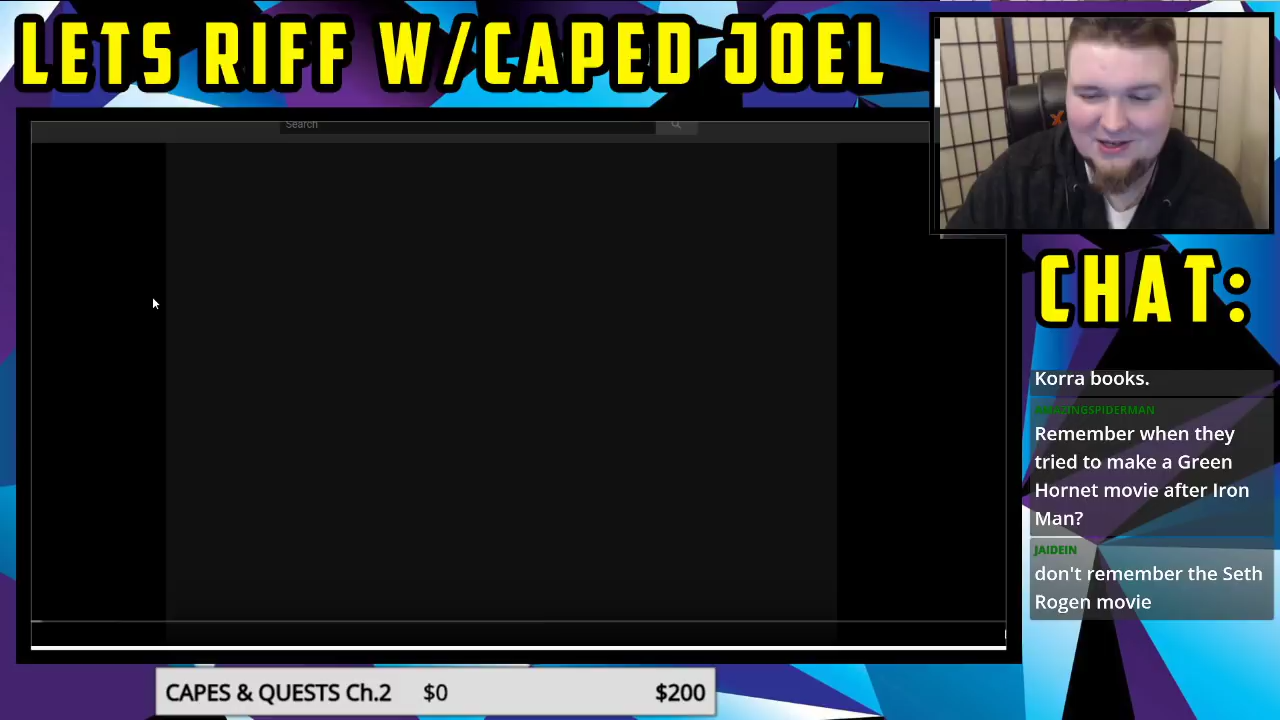 LETS RIFF W/CAPED JOEL
Search
CHAT:
Korra books.
AMAZINGSPIDERMAN
Remember when they
tried to make a Green
Hornet movie after Iron
Man?
JAIDEIN
don't remember the Seth
Rogen movie
CAPES & QUESTS Ch.2 $0 $200